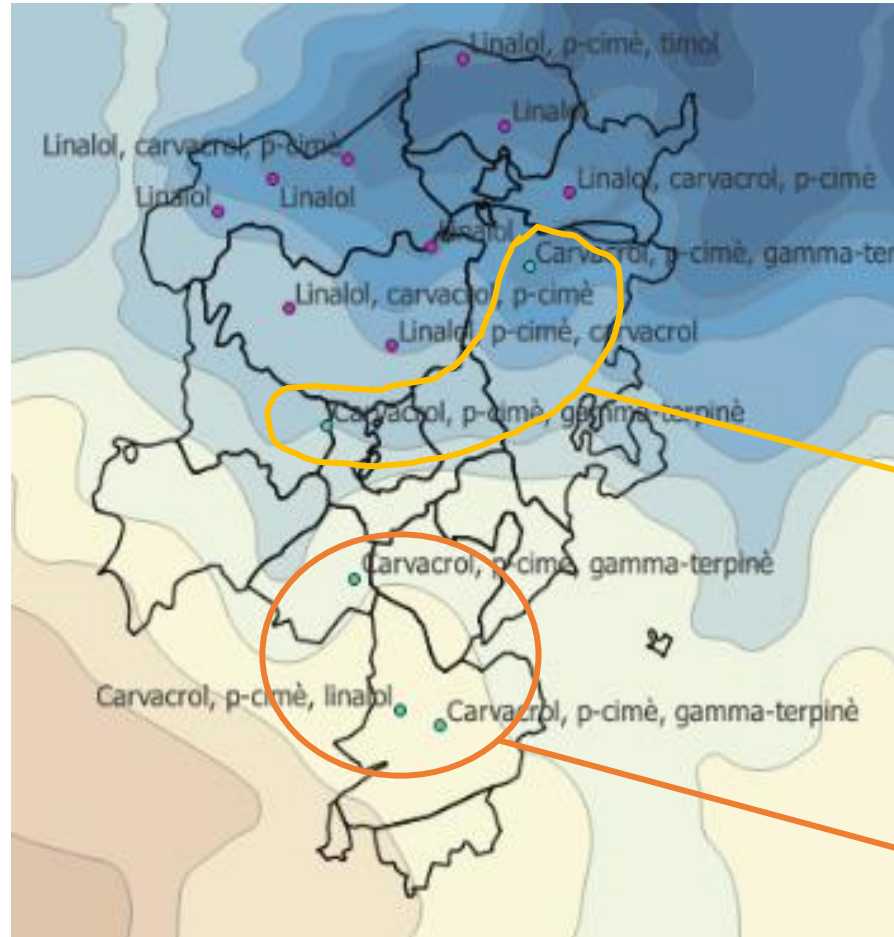 Linalol, p-cimè, timol
Linalol
Linalol, carvacrol, p-cimè
Linalol, carvacrol, p-cimè
Linalol
Linalol
Linalol
Carvacrol, p-cimè, gamma-ter
Linalol, carvacrol, p-cimè
Linalol, p-cimè, carvacrol
Carvacrol, p-cimè, gamma-terpinè
Carvacrol, p-cimè, gamma-terpinè
Carvacrol, p-cimè, linalol
Carvacrol, p-cimè, gamma-terpinè